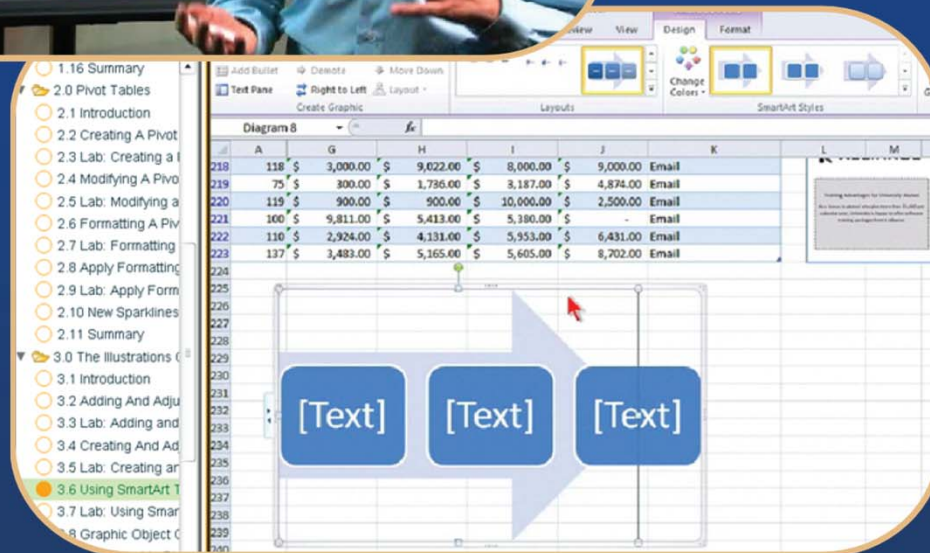 1.16 Summary
2.0 Pivot Tables
2.1 Introduction
2.2 Creating A Pivot
2.3 Lab: Creating a
2.4 Modifying A Pivo
2.5 Lab: Modifying a
2.6 Formatting A Piv
2.7 Lab: Formatting
2.8 Apply Formatting
2.9 Lab: Apply Form
2.10 New Sparklines
2.11 Summary
3.0 The Illustrations
3.1 Introduction
3.2 Adding And Adju
3.3 Lab: Adding and
3.4 Creating And Ad
3.5 Lab: Creating an
3.6 Using SmartArt T
3.7 Lab: Using Smar
3.8 Graphic Object
View Design Format
Add Bullet Demote Move Down
Text Pane Right to Left Layout
Change Colors
Create Graphic Layouts SmartArt Styles
Diagram 8 fx
A G H I J K L M
218 118 $ 3,000.00 $ 9,022.00 $ 8,000.00 $ 9,000.00 Email
219 75 $ 300.00 $ 1,736.00 $ 3,187.00 $ 4,874.00 Email
220 119 $ 900.00 $ 900.00 $ 10,000.00 $ 2,500.00 Email
221 100 $ 9,811.00 $ 5,413.00 $ 5,380.00 $ - Email
222 110 $ 2,924.00 $ 4,131.00 $ 5,953.00 $ 6,431.00 Email
223 137 $ 3,483.00 $ 5,165.00 $ 5,605.00 $ 8,702.00 Email
224
225
226
227
228
229
230
231
232
233
234
235
236
237
238
239
240
[Text] [Text] [Text]